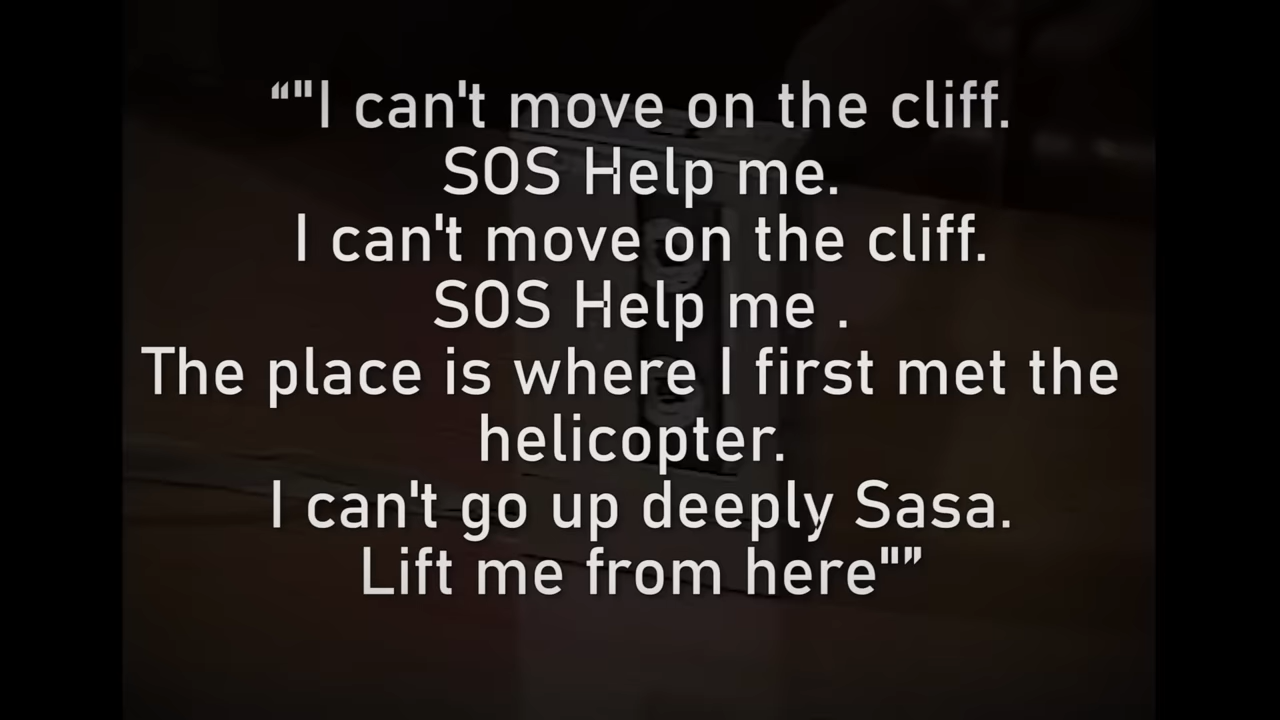 “"I can't move on the cliff.
SOS Help me.
I can't move on the cliff.
SOS Help me .
The place is where I first met the
helicopter.
I can't go up deeply Sasa.
Lift me from here"”